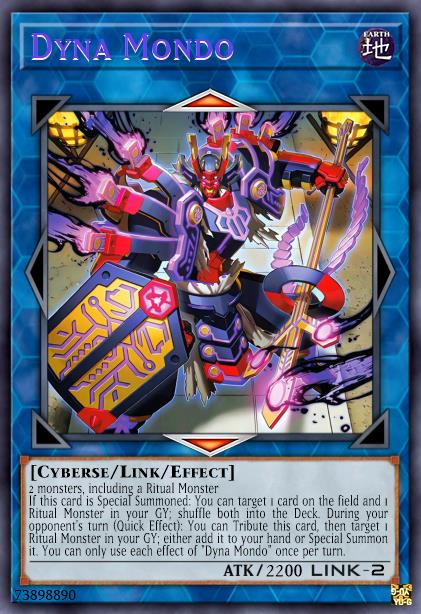 Dyna Mondo
EARTH
地
[Cyberse/Link/Effect]
2 monsters, including a Ritual Monster
If this card is Special Summoned: You can target 1 card on the field and 1
Ritual Monster in your GY; shuffle both into the Deck. During your
opponent's turn (Quick Effect): You can Tribute this card, then target 1
Ritual Monster in your GY; either add it to your hand or Special Summon
it. You can only use each effect of "Dyna Mondo" once per turn.
ATK/2200 LINK-2
73898890